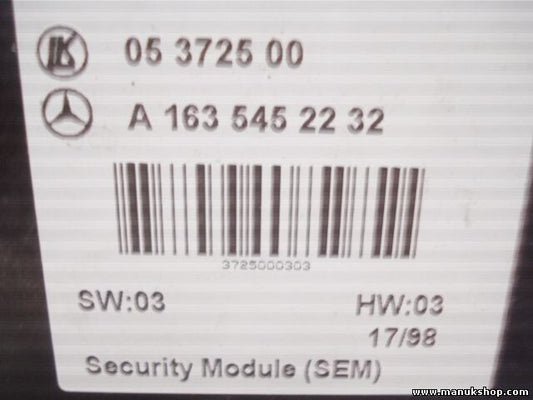 05 3725 00
A 163 545 22 32
3725000303
SW:03 HW:03
17/98
Security Module (SEM)
www.manukshop.com